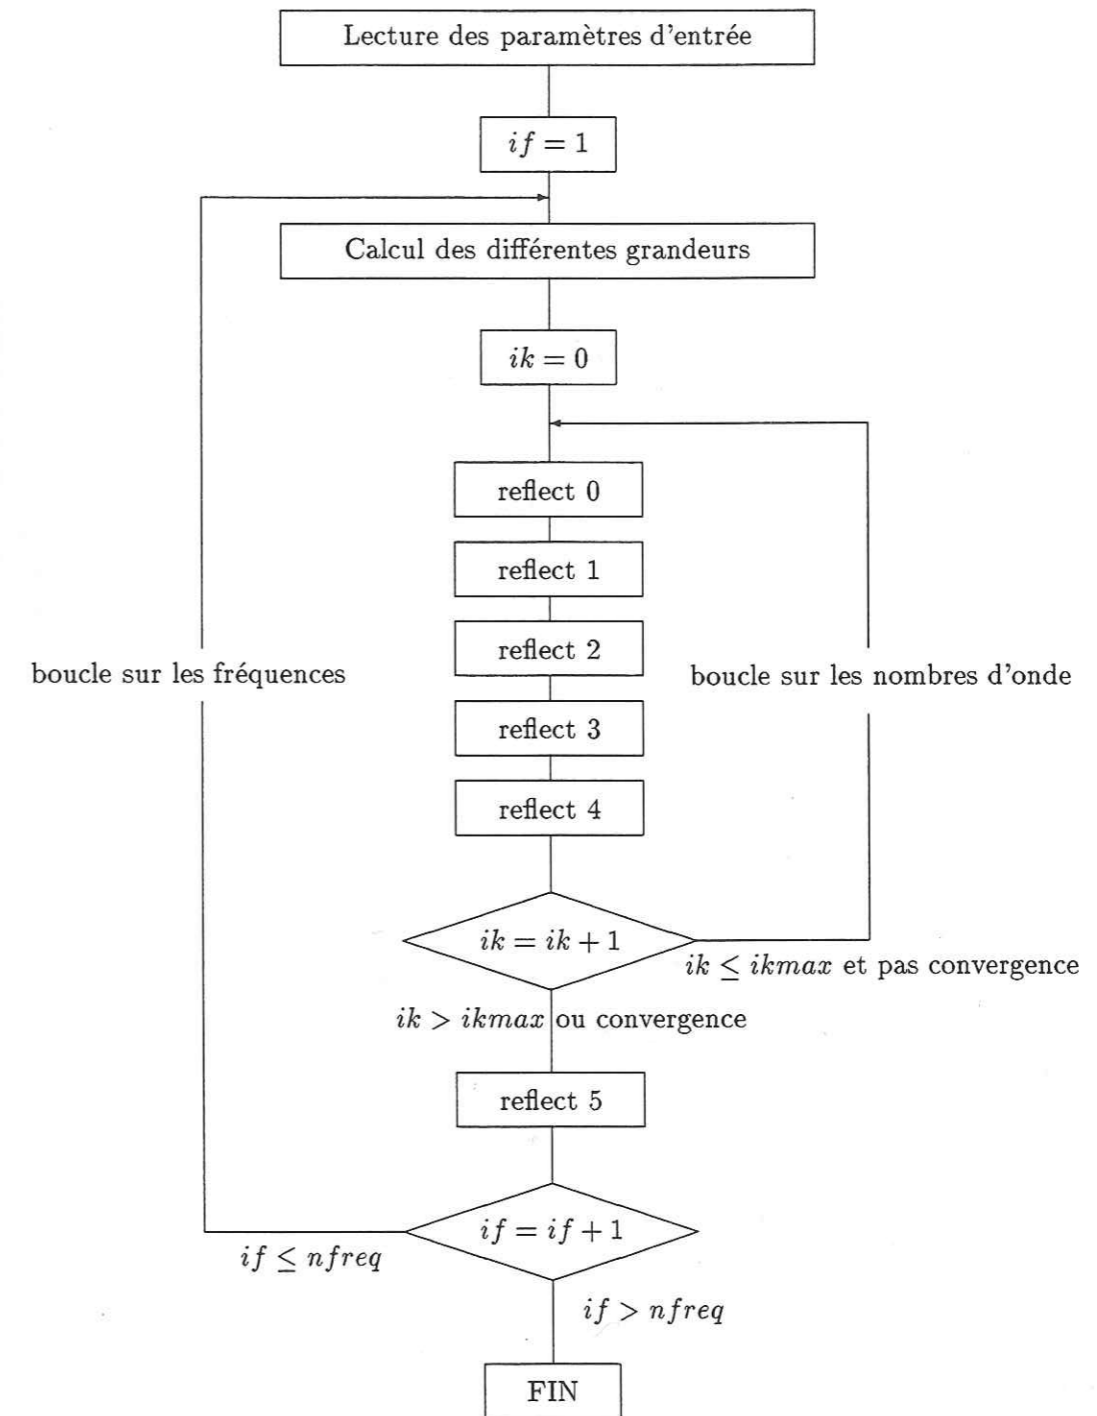 Lecture des paramètres d'entrée
if = 1
Calcul des différentes grandeurs
ik = 0
reflect 0
reflect 1
reflect 2
boucle sur les fréquences
boucle sur les nombres d'onde
reflect 3
reflect 4
ik = ik + 1
ik ≤ ikmax et pas convergence
ik > ikmax ou convergence
reflect 5
if = if + 1
if ≤ nfreq
if > nfreq
FIN